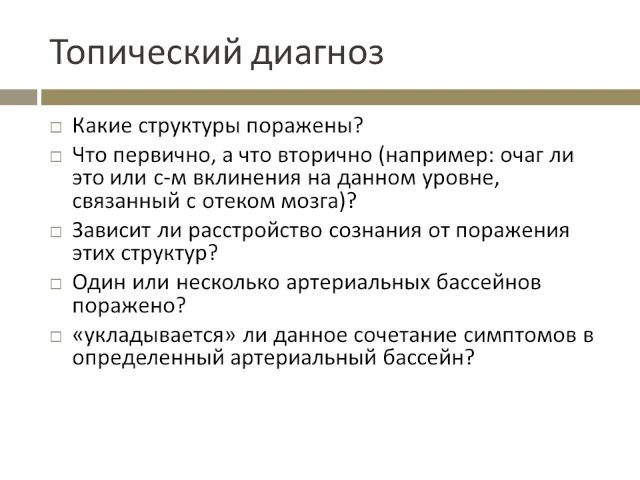 Топический диагноз
Какие структуры поражены?
Что первично, а что вторично (например: очаг ли
это или с-м вклинения на данном уровне,
связанный с отеком мозга)?
Зависит ли расстройство сознания от поражения
этих структур?
Один или несколько артериальных бассейнов
поражено?
«укладывается» ли данное сочетание симптомов в
определенный артериальный бассейн?